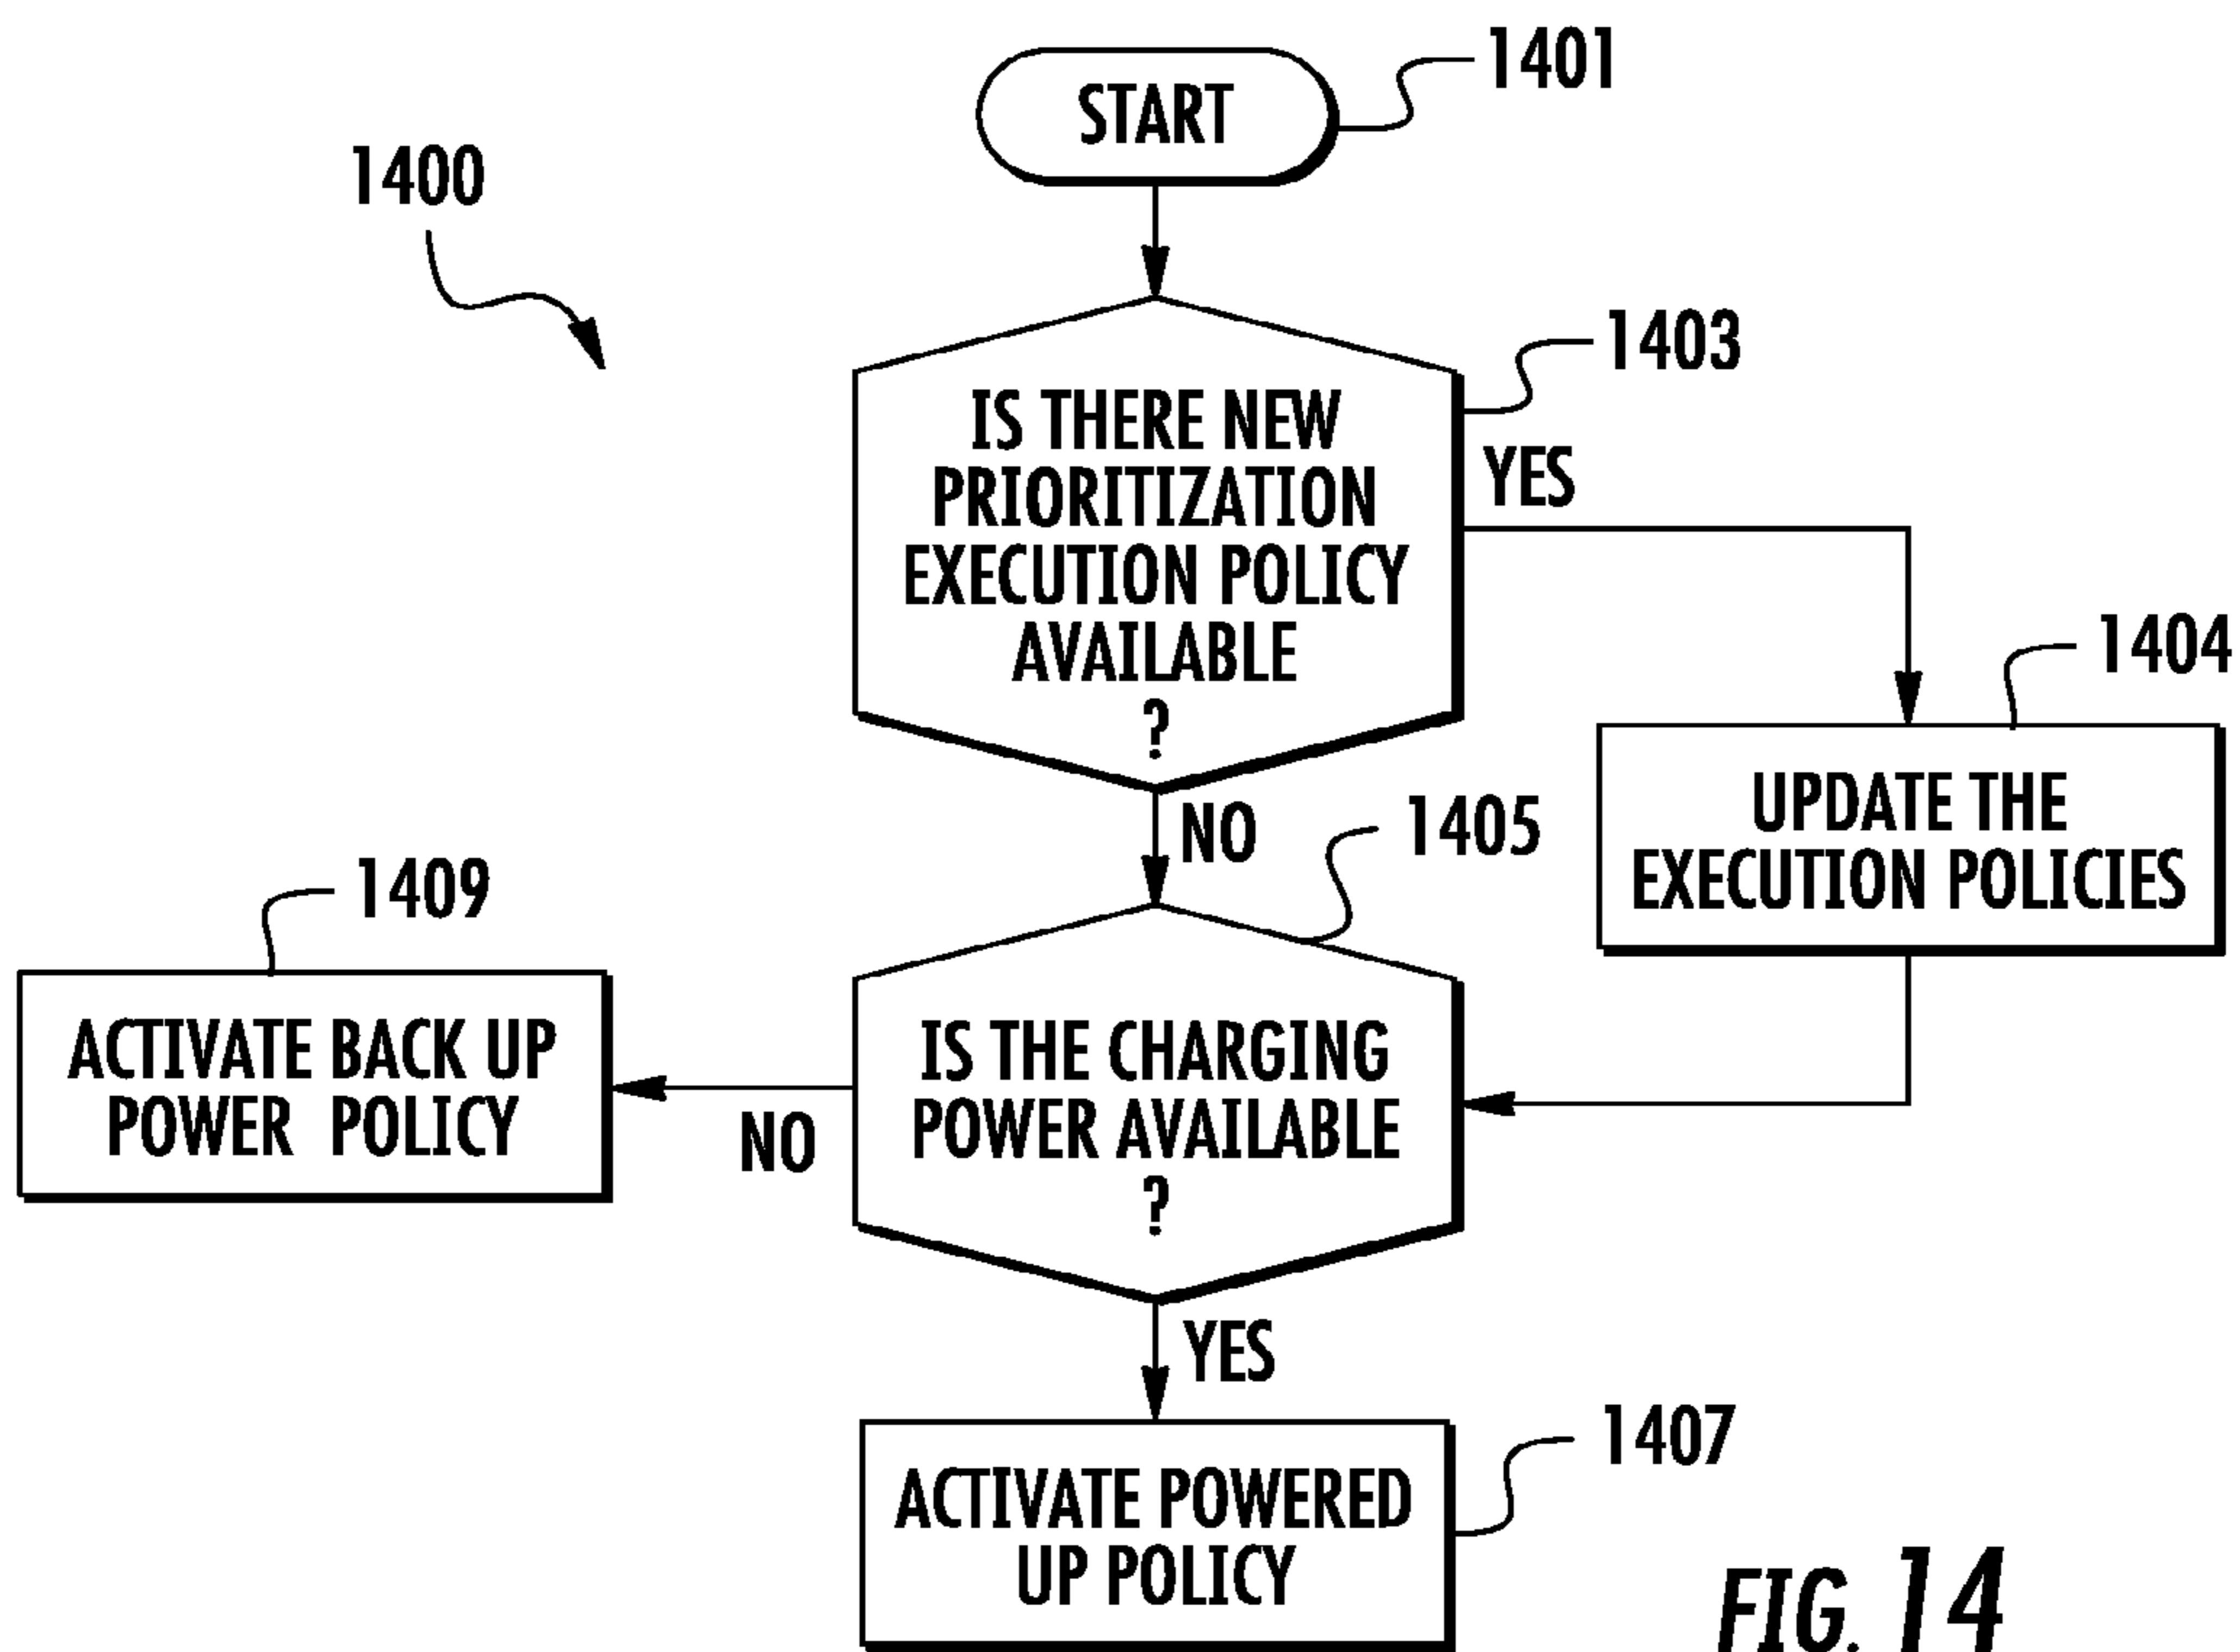 1401
START
1400
1403
IS THERE NEW
PRIORITIZATION
EXECUTION POLICY
AVAILABLE
?
YES
1404
UPDATE THE
EXECUTION POLICIES
NO
1405
1409
ACTIVATE BACK UP
POWER POLICY
NO
IS THE CHARGING
POWER AVAILABLE
?
YES
1407
ACTIVATE POWERED
UP POLICY
FIG. 14